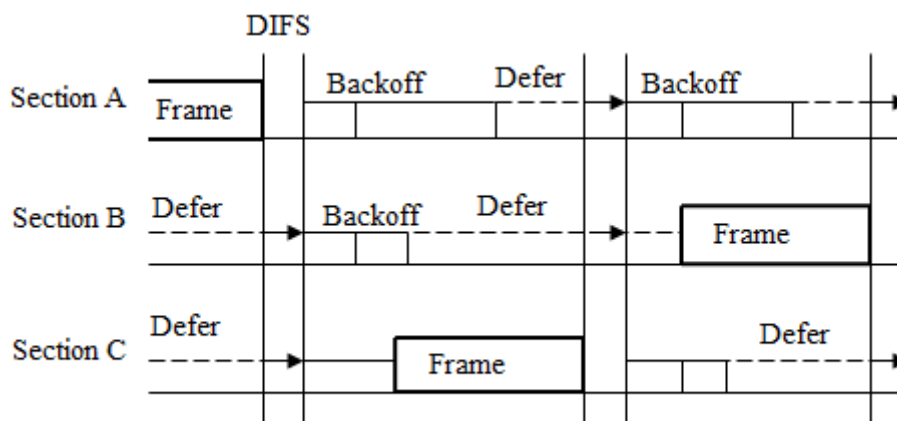 DIFS
Section A
Frame
Backoff
Defer
Backoff
Section B
Defer
Backoff
Defer
Frame
Section C
Defer
Frame
Defer